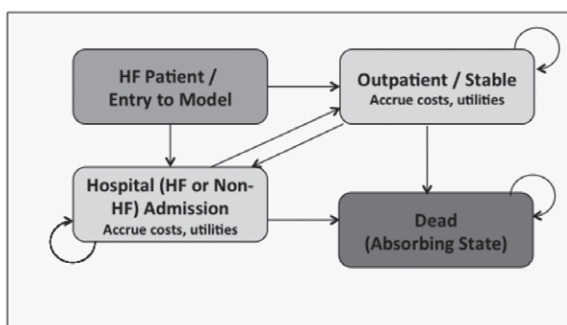 HF Patient /
Entry to Model
Outpatient / Stable
Accrue costs, utilities
Hospital (HF or Non-
HF) Admission
Accrue costs, utilities
Dead
(Absorbing State)